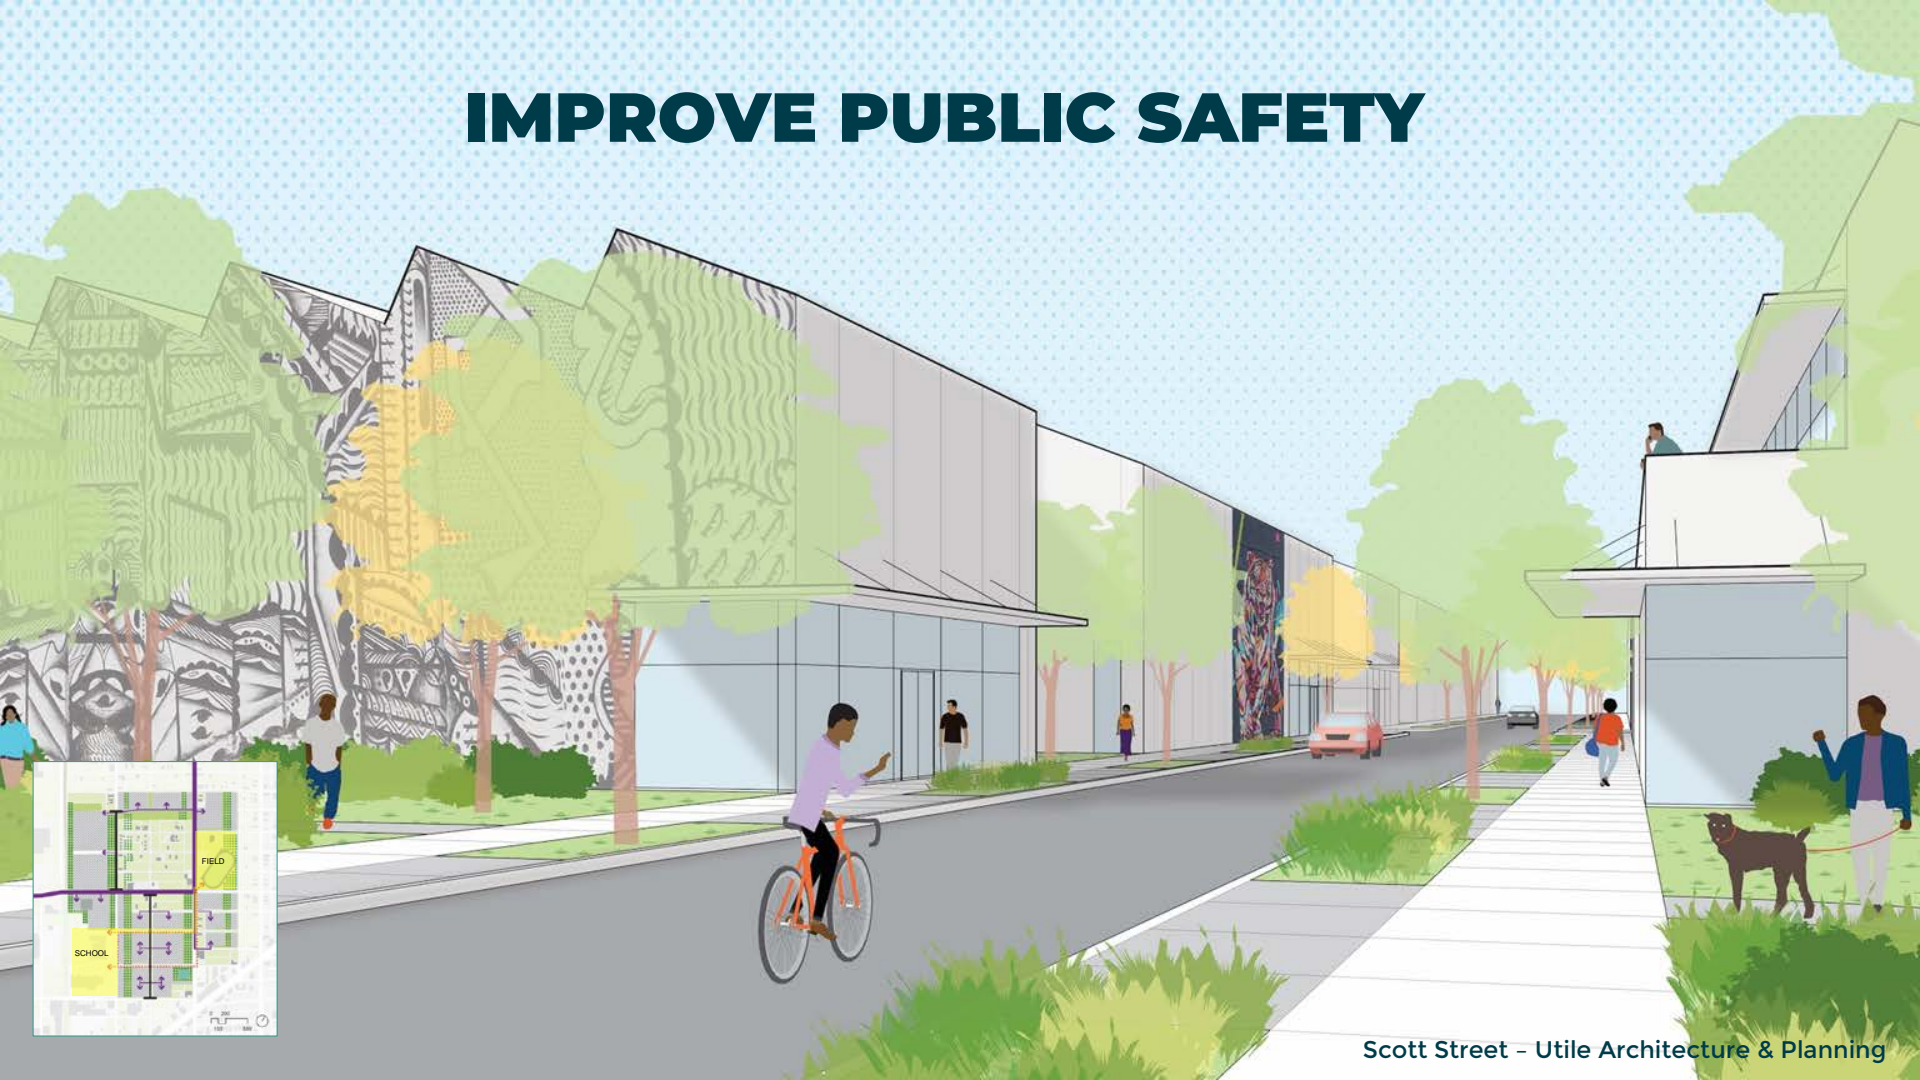 IMPROVE PUBLIC SAFETY
FIELD
SCHOOL
Scott Street – Utile Architecture & Planning